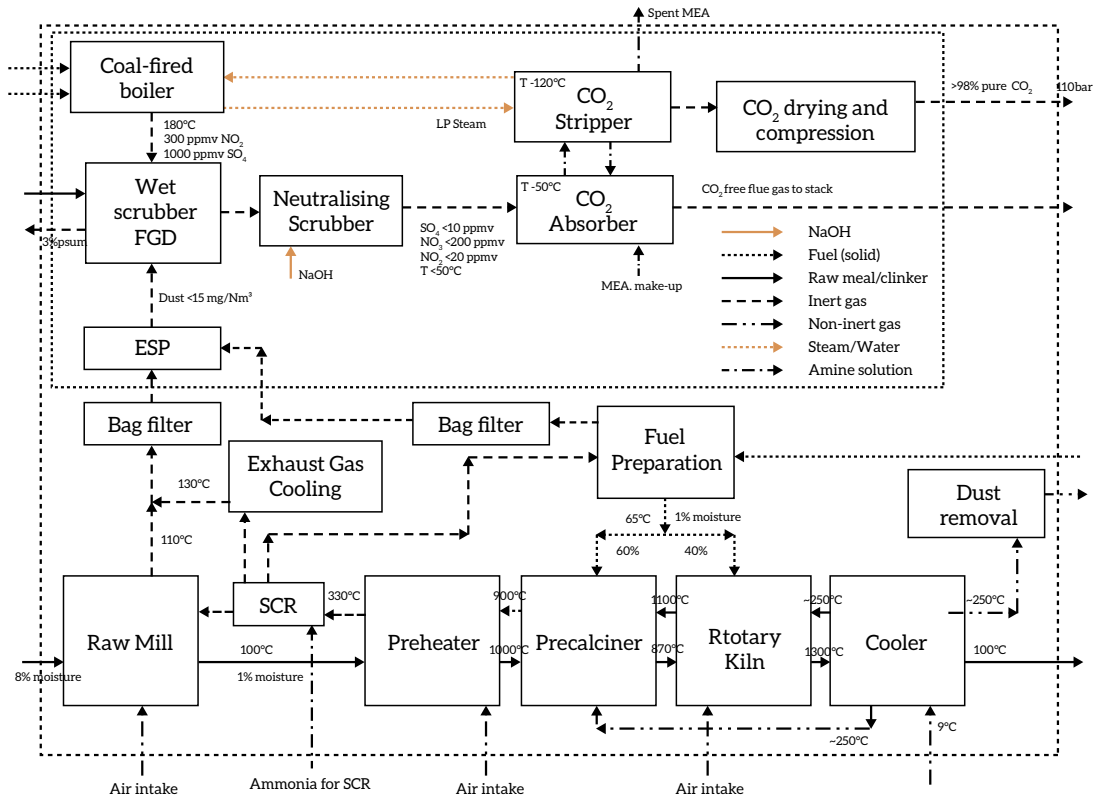 Spent MEA
Coal-fired
boiler
T -120°C
CO₂
Stripper
CO₂ drying and
compression
>98% pure CO₂
110bar
LP Steam
180°C
300 ppmv NO₂
1000 ppmv SO₄
Wet
scrubber
FGD
3%psum
Neutralising
Scrubber
NaOH
SO₄ <10 ppmv
NO₃ <200 ppmv
NO₂ <20 ppmv
T <50°C
T -50°C
CO₂
Absorber
MEA. make-up
CO₂ free flue gas to stack
NaOH
Fuel (solid)
Raw meal/clinker
Inert gas
Non-inert gas
Steam/Water
Amine solution
Dust <15 mg/Nm³
ESP
Bag filter
Bag filter
Fuel
Preparation
Exhaust Gas
Cooling
130°C
110°C
Dust
removal
65°C
1% moisture
60%
40%
Raw Mill
SCR
330°C
Preheater
900°C
Precalciner
1100°C
Rtotary
Kiln
~250°C
Cooler
~250°C
8% moisture
100°C
1% moisture
1000°C
870°C
1300°C
100°C
~250°C
9°C
Air intake
Ammonia for SCR
Air intake
Air intake